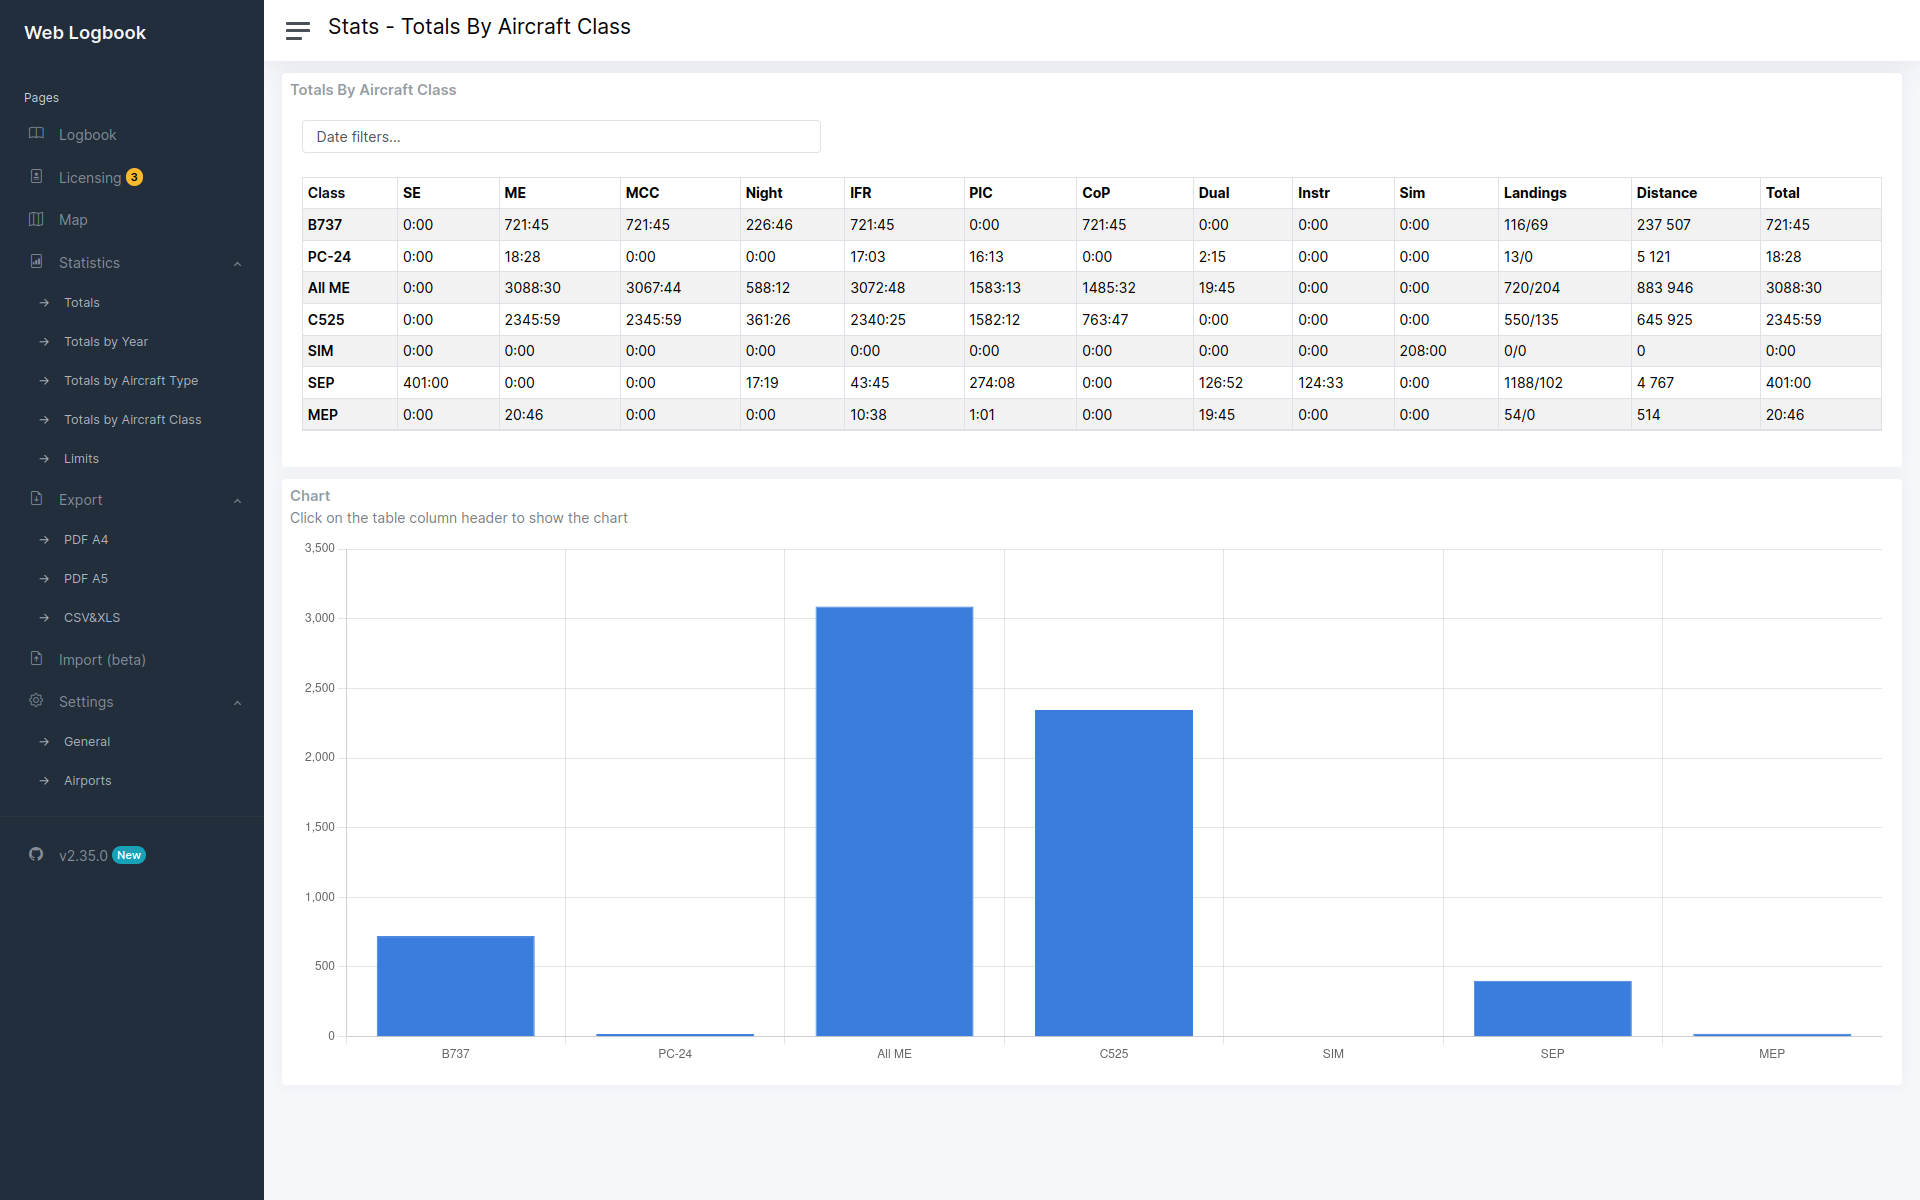 Web Logbook
Pages
Logbook
Licensing 3
Map
Statistics
Totals
Totals by Year
Totals by Aircraft Type
Totals by Aircraft Class
Limits
Export
PDF A4
PDF A5
CSV&XLS
Import (beta)
Settings
General
Airports
v2.35.0 New
Stats - Totals By Aircraft Class
Totals By Aircraft Class
Date filters...
Class SE ME MCC Night IFR PIC CoP Dual Instr Sim Landings Distance Total
B737 0:00 721:45 721:45 226:46 721:45 0:00 721:45 0:00 0:00 0:00 116/69 237 507 721:45
PC-24 0:00 18:28 0:00 0:00 17:03 16:13 0:00 2:15 0:00 0:00 13/0 5 121 18:28
All ME 0:00 3088:30 3067:44 588:12 3072:48 1583:13 1485:32 19:45 0:00 0:00 720/204 883 946 3088:30
C525 0:00 2345:59 2345:59 361:26 2340:25 1582:12 763:47 0:00 0:00 0:00 550/135 645 925 2345:59
SIM 0:00 0:00 0:00 0:00 0:00 0:00 0:00 0:00 0:00 208:00 0/0 0 0:00
SEP 401:00 0:00 0:00 17:19 43:45 274:08 0:00 126:52 124:33 0:00 1188/102 4 767 401:00
MEP 0:00 20:46 0:00 0:00 10:38 1:01 0:00 19:45 0:00 0:00 54/0 514 20:46
Chart
Click on the table column header to show the chart
3,500
3,000
2,500
2,000
1,500
1,000
500
0
B737 PC-24 All ME C525 SIM SEP MEP